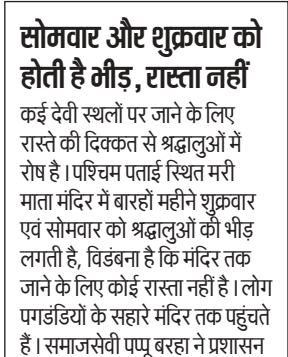 सोमवार और शुक्रवार को
होती है भीड़, रास्ता नहीं
कई देवी स्थलों पर जाने के लिए
रास्ते की दिक्कत से श्रद्धालुओं में
रोष है। पश्चिम पताई स्थित मरी
माता मंदिर में बारहों महीने शुक्रवार
एवं सोमवार को श्रद्धालुओं की भीड़
लगती है, विडंबना है कि मंदिर तक
जाने के लिए कोई रास्ता नहीं है। लोग
पगडंडियों के सहारे मंदिर तक पहुंचते
हैं। समाजसेवी पप्पू बरहा ने प्रशासन